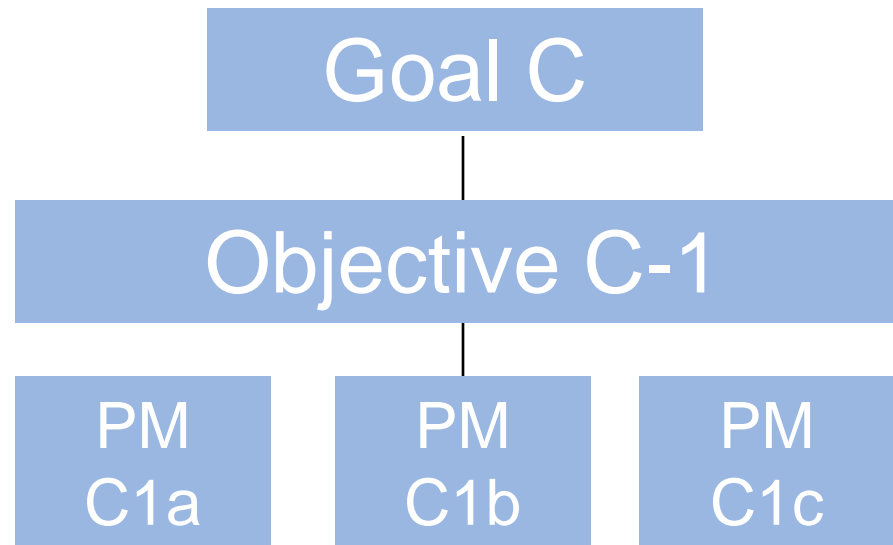 Goal C
Objective C-1
PM
C1a
PM
C1b
PM
C1c